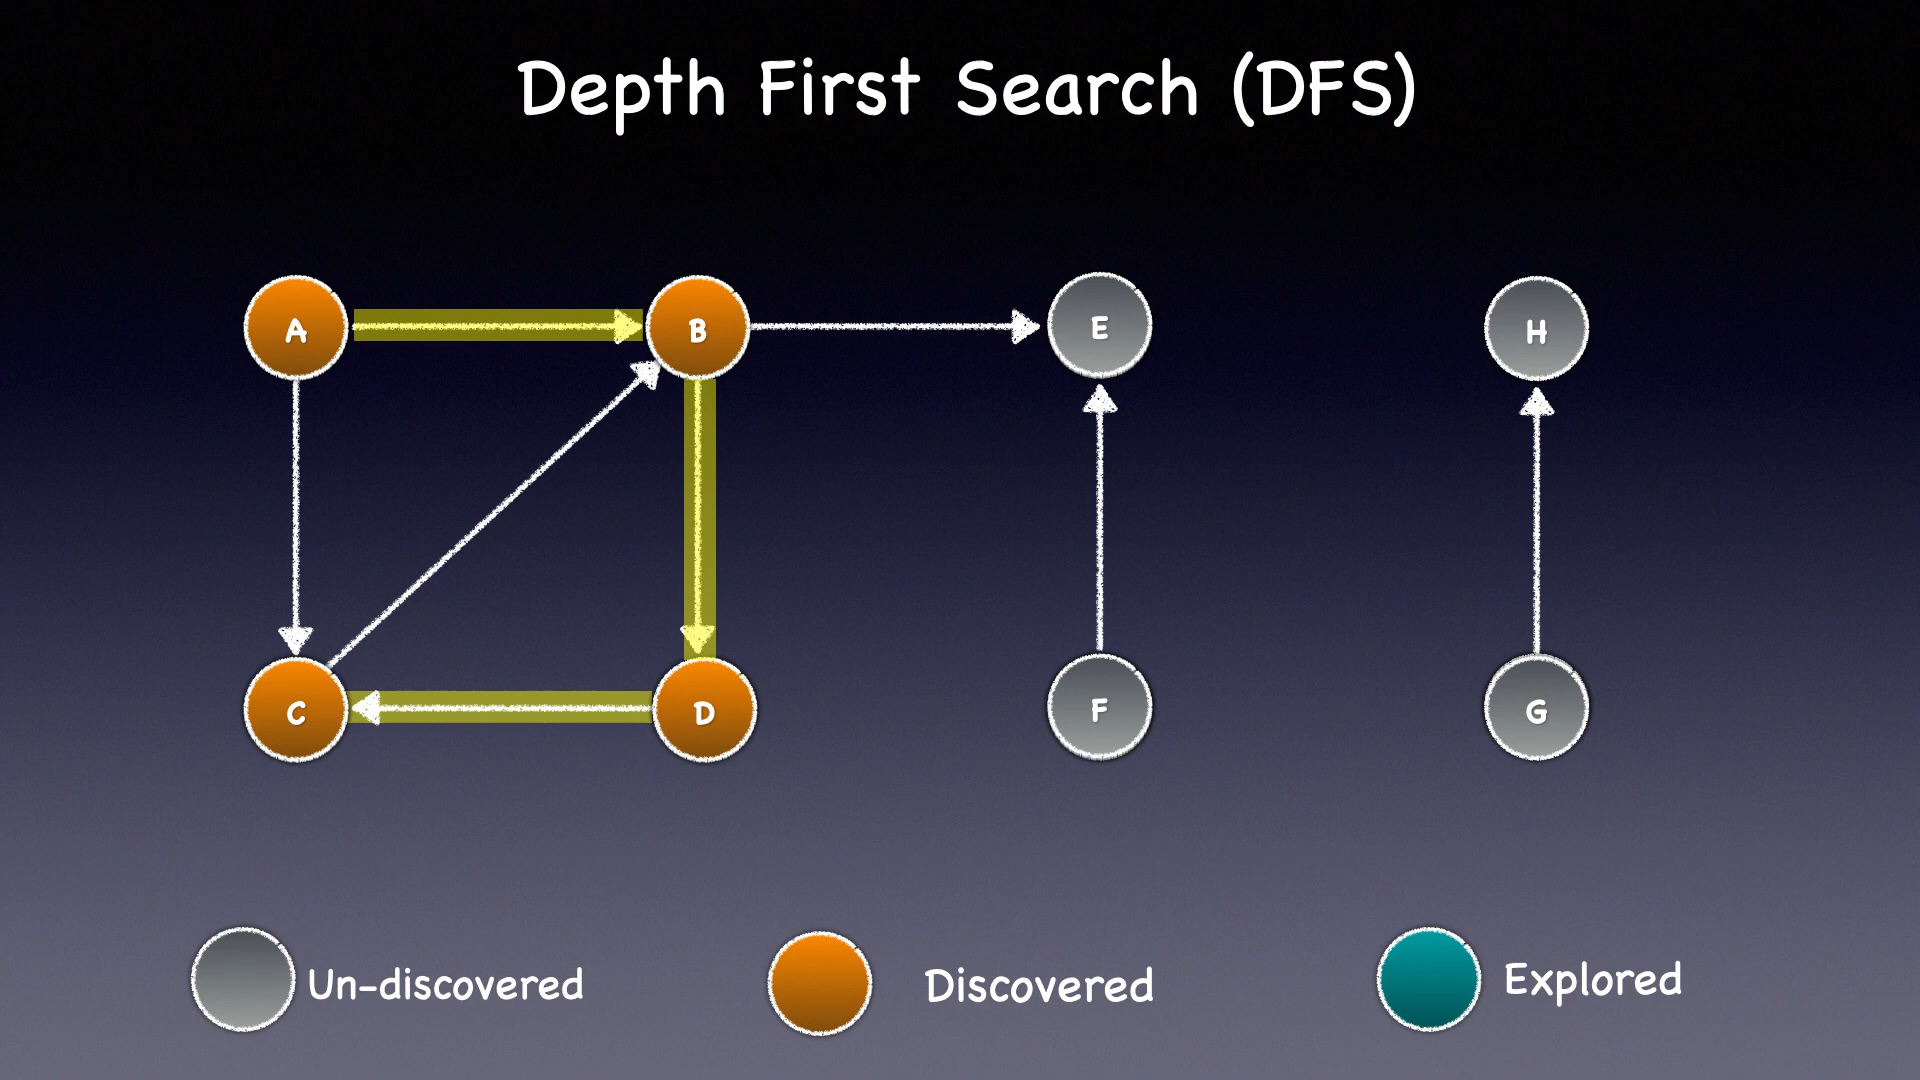 Depth First Search (DFS)
A
B
E
H
C
D
F
G
Un-discovered
Discovered
Explored